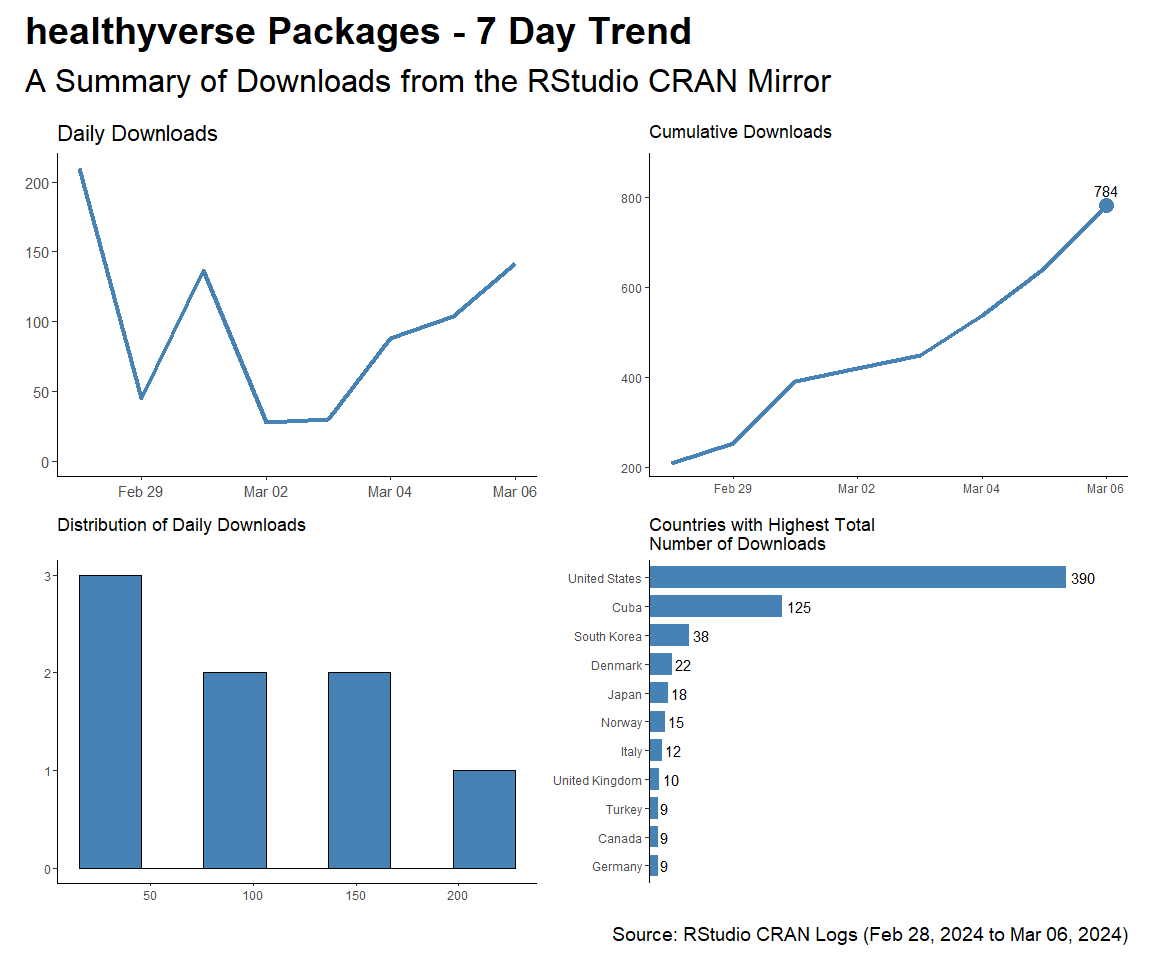 healthyverse Packages - 7 Day Trend
A Summary of Downloads from the RStudio CRAN Mirror
Daily Downloads
200
150
100
50
0
Feb 29 Mar 02 Mar 04 Mar 06
Cumulative Downloads
800
600
400
200
784
Feb 29 Mar 02 Mar 04 Mar 06
Distribution of Daily Downloads
3
2
1
0
50 100 150 200
Countries with Highest Total
Number of Downloads
United States 390
Cuba 125
South Korea 38
Denmark 22
Japan 18
Norway 15
Italy 12
United Kingdom 10
Turkey 9
Canada 9
Germany 9
Source: RStudio CRAN Logs (Feb 28, 2024 to Mar 06, 2024)